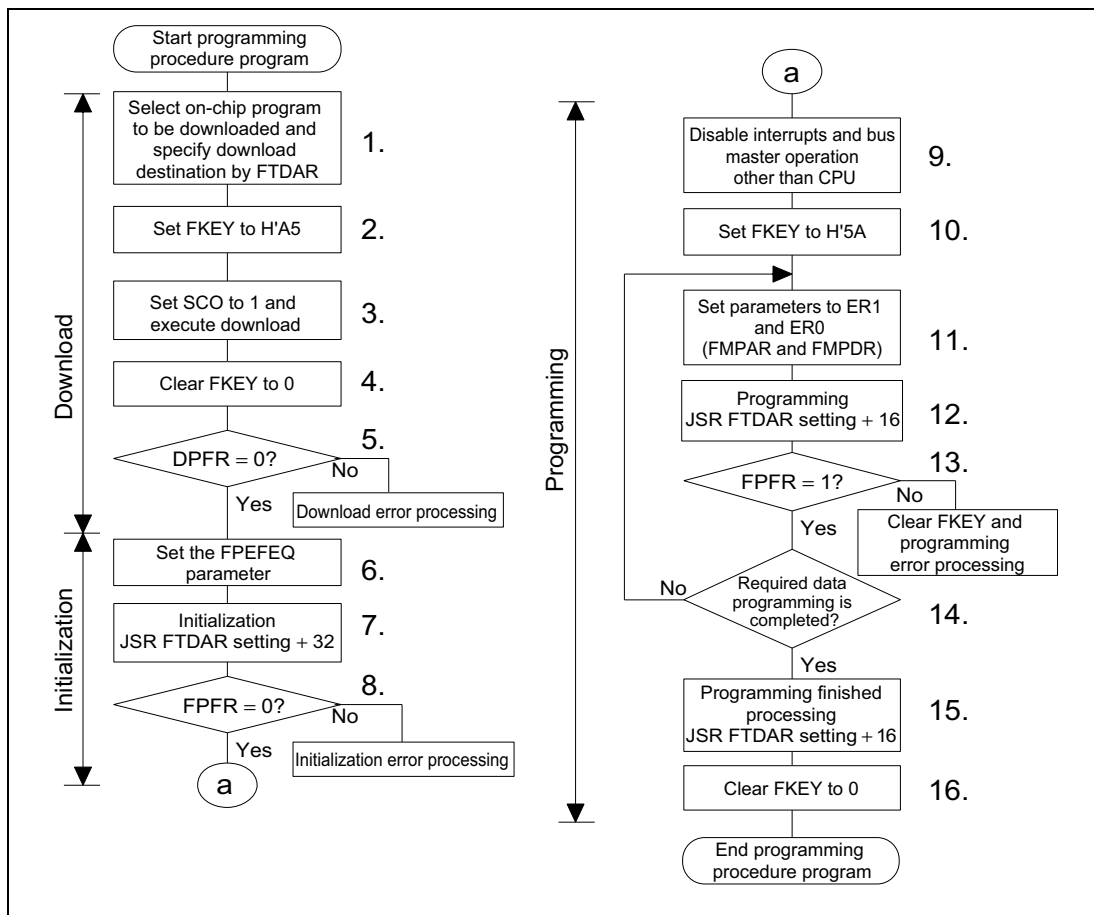 Start programming
procedure program
Download
Select on-chip program
to be downloaded and
specify download
destination by FTDAR
1.
Set FKEY to H'A5
2.
Set SCO to 1 and
execute download
3.
Clear FKEY to 0
4.
DPFR = 0?
5.
No
Yes
Download error processing
Initialization
Set the FPEFEQ
parameter
6.
Initialization
JSR FTDAR setting + 32
7.
FPFR = 0?
8.
No
Yes
Initialization error processing
a
a
Programming
Disable interrupts and bus
master operation
other than CPU
9.
Set FKEY to H'5A
10.
Set parameters to ER1
and ER0
(FMPAR and FMPDR)
11.
Programming
JSR FTDAR setting + 16
12.
FPFR = 1?
13.
No
Yes
Clear FKEY and
programming
error processing
Required data
programming is
completed?
14.
No
Yes
Programming finished
processing
JSR FTDAR setting + 16
15.
Clear FKEY to 0
16.
End programming
procedure program